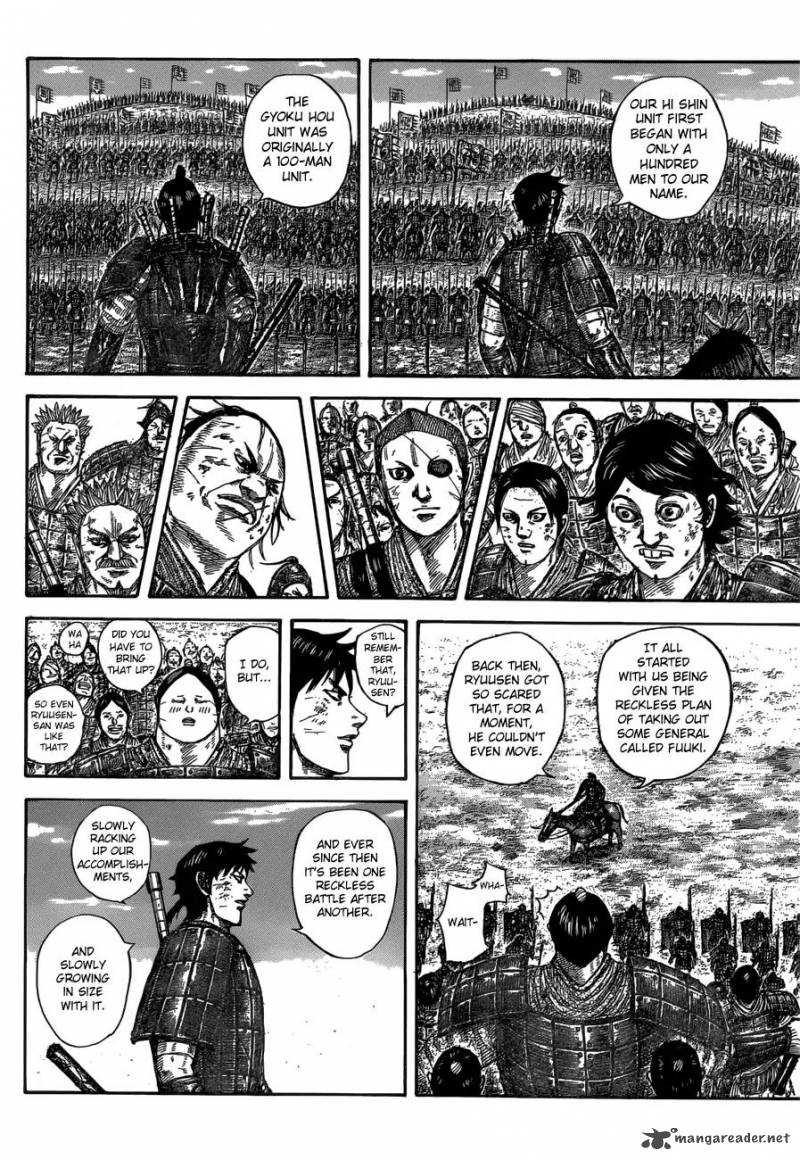 OUR HI SHIN
UNIT FIRST
BEGAN WITH
ONLY A
HUNDRED
MEN TO OUR
NAME.
THE
GYOKU HOU
UNIT WAS
ORIGINALLY
A 100-MAN
UNIT.
IT ALL
STARTED
WITH US BEING
GIVEN THE
RECKLESS PLAN
OF TAKING OUT
SOME GENERAL
CALLED FUUKI.
BACK THEN,
RYUUSEN GOT
SO SCARED
THAT, FOR A
MOMENT,
HE COULDN'T
EVEN MOVE.
WHA-
WAIT-
STILL
REMEM-
BER
THAT,
RYUU-
SEN?
I DO,
BUT...
DID YOU
HAVE TO
BRING
THAT UP?
WA
HA
SO EVEN
RYUUSEN-
SAN WAS
LIKE
THAT?
AND EVER
SINCE THEN
IT'S BEEN ONE
RECKLESS
BATTLE AFTER
ANOTHER.
SLOWLY
RACKING
UP OUR
ACCOMPLISH-
MENTS,
AND
SLOWLY
GROWING
IN SIZE
WITH IT.
mangareader.net